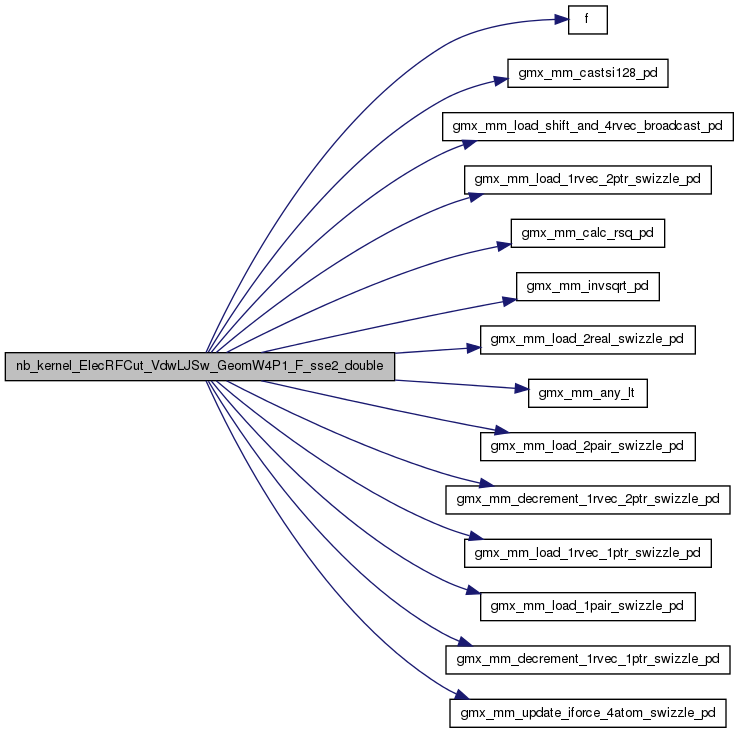 f
gmx_mm_castsi128_pd
gmx_mm_load_shift_and_4rvec_broadcast_pd
gmx_mm_load_1rvec_2ptr_swizzle_pd
gmx_mm_calc_rsq_pd
gmx_mm_invsqrt_pd
gmx_mm_load_2real_swizzle_pd
nb_kernel_ElecRFCut_VdwLJSw_GeomW4P1_F_sse2_double
gmx_mm_any_lt
gmx_mm_load_2pair_swizzle_pd
gmx_mm_decrement_1rvec_2ptr_swizzle_pd
gmx_mm_load_1rvec_1ptr_swizzle_pd
gmx_mm_load_1pair_swizzle_pd
gmx_mm_decrement_1rvec_1ptr_swizzle_pd
gmx_mm_update_iforce_4atom_swizzle_pd